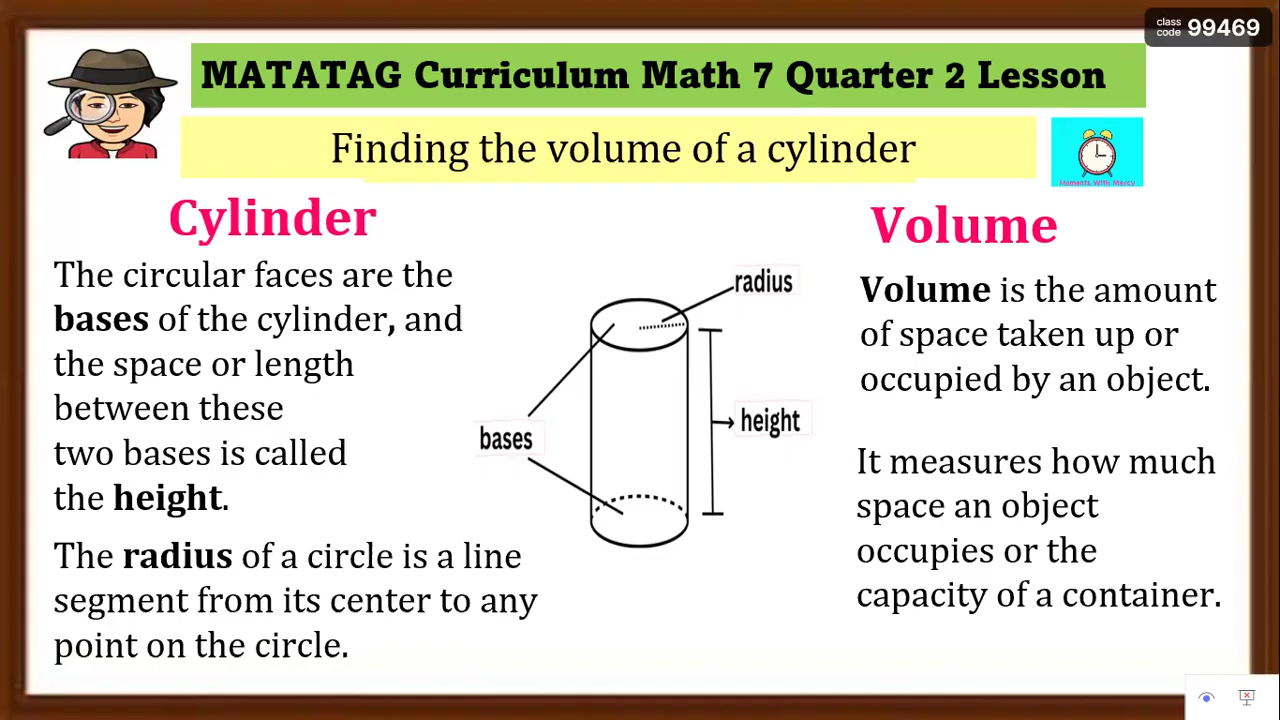 class code 99469
MATATAG Curriculum Math 7 Quarter 2 Lesson
Finding the volume of a cylinder
Moments With Mercy
Cylinder
The circular faces are the
bases of the cylinder, and
the space or length
between these
two bases is called
the height.
The radius of a circle is a line
segment from its center to any
point on the circle.
radius
height
bases
Volume
Volume is the amount
of space taken up or
occupied by an object.
It measures how much
space an object
occupies or the
capacity of a container.